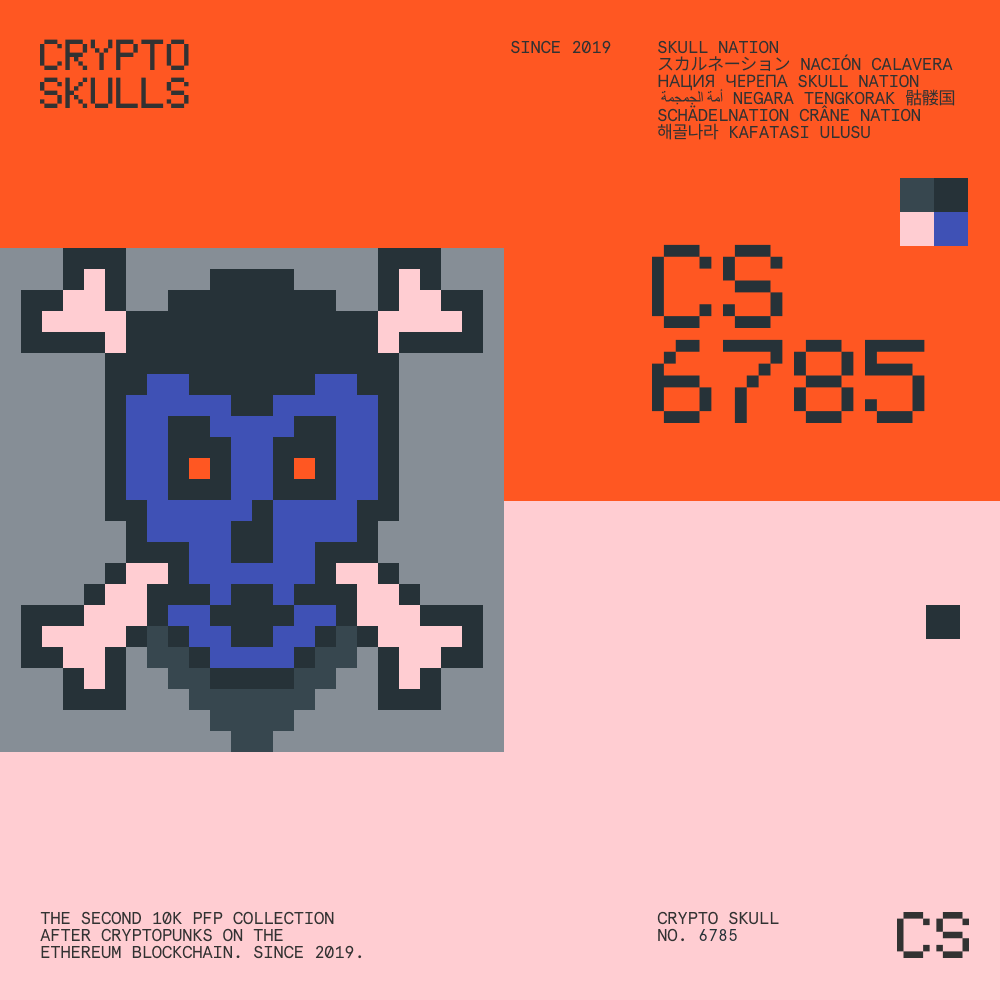 CRYPTO
SKULLS
SINCE 2019
SKULL NATION
スカルネーション NACIÓN CALAVERA
НАЦИЯ ЧЕРЕПА SKULL NATION
أمة الجمجمة NEGARA TENGKORAK 骷髅国
SCHÄDELNATION CRÂNE NATION
해골나라 KAFATASI ULUSU
CS
6785
THE SECOND 10K PFP COLLECTION
AFTER CRYPTOPUNKS ON THE
ETHEREUM BLOCKCHAIN. SINCE 2019.
CRYPTO SKULL
NO. 6785
CS